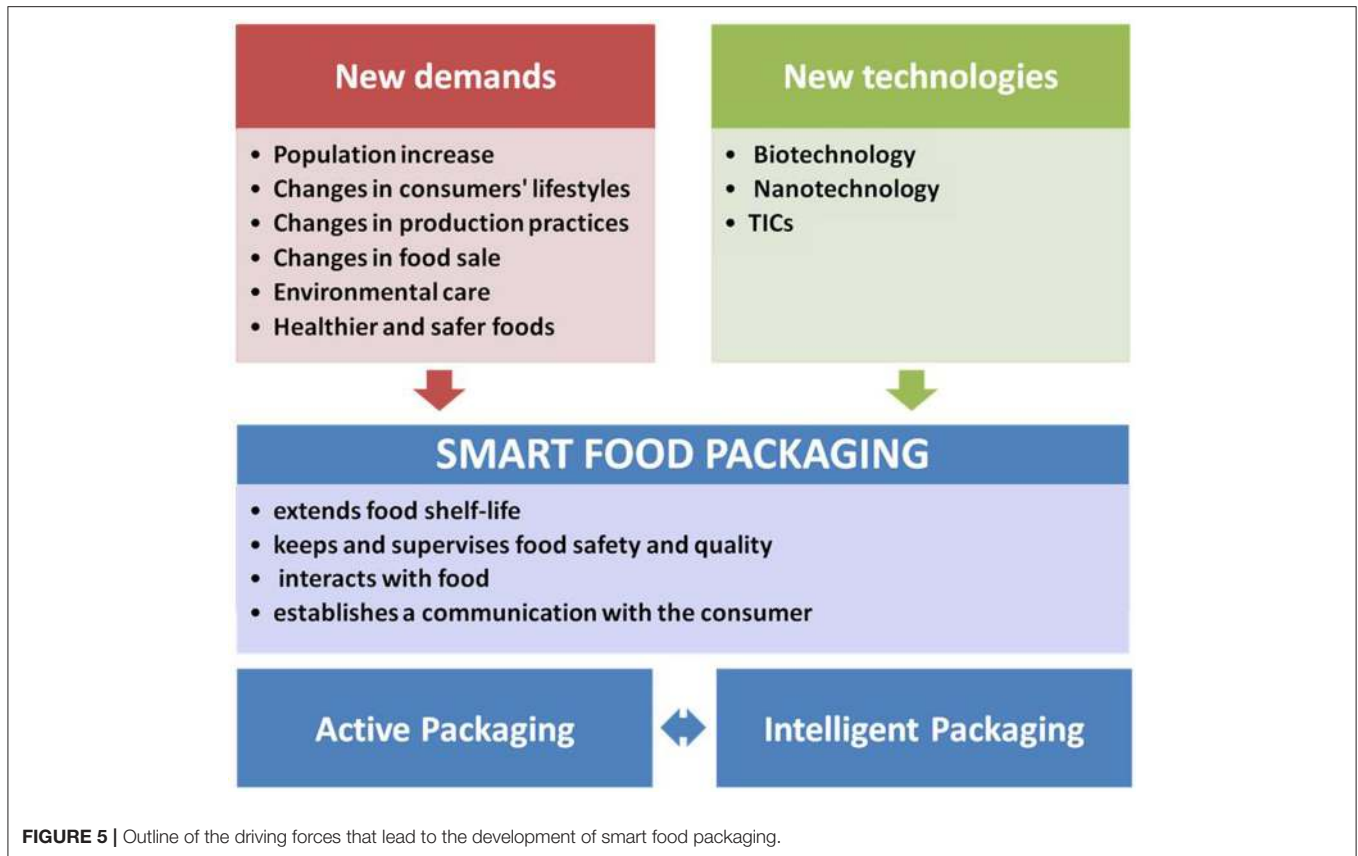 New demands
• Population increase
• Changes in consumers' lifestyles
• Changes in production practices
• Changes in food sale
• Environmental care
• Healthier and safer foods
New technologies
• Biotechnology
• Nanotechnology
• TICs
SMART FOOD PACKAGING
• extends food shelf-life
• keeps and supervises food safety and quality
• interacts with food
• establishes a communication with the consumer
Active Packaging
Intelligent Packaging
FIGURE 5 | Outline of the driving forces that lead to the development of smart food packaging.